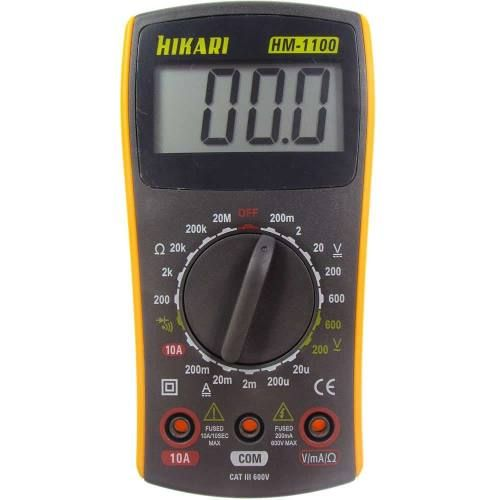 HIKARI
HM-1100
00.0
OFF
200m
2
20
V
200
600
600
200
V
20u
200u
2m
20m
A
200m
10A
200
2k
20k
Ω
200k
20M
CE
FUSED
10A/10SEC
MAX
FUSED
200mA
600V MAX
10A
COM
V/mA/Ω
CAT III 600V